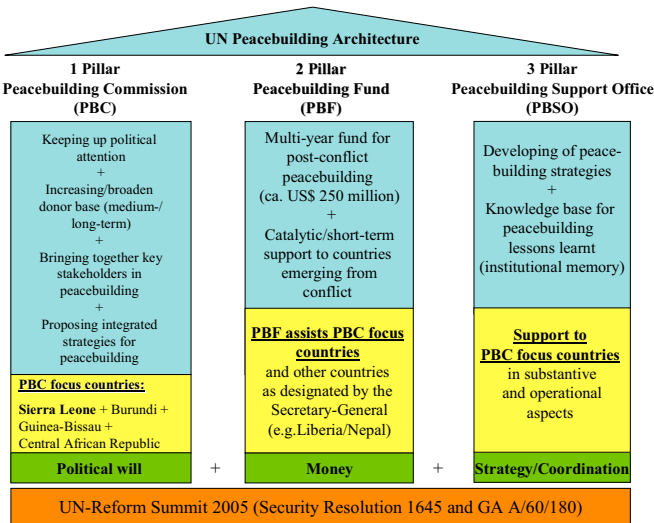 UN Peacebuilding Architecture
1 Pillar
Peacebuilding Commission
(PBC)
Keeping up political
attention
+
Increasing/broaden
donor base (medium-/
long-term)
+
Bringing together key
stakeholders in
peacebuilding
+
Proposing integrated
strategies for
peacebuilding
PBC focus countries:
Sierra Leone + Burundi +
Guinea-Bissau +
Central African Republic
Political will
+
2 Pillar
Peacebuilding Fund
(PBF)
Multi-year fund for
post-conflict
peacebuilding
(ca. US$ 250 million)
+
Catalytic/short-term
support to countries
emerging from
conflict
PBF assists PBC focus
countries
and other countries
as designated by the
Secretary-General
(e.g.Liberia/Nepal)
Money
+
3 Pillar
Peacebuilding Support Office
(PBSO)
Developing of peace-
building strategies
+
Knowledge base for
peacebuilding
lessons learnt
(institutional memory)
Support to
PBC focus countries
in substantive
and operational
aspects
Strategy/Coordination
UN-Reform Summit 2005 (Security Resolution 1645 and GA A/60/180)